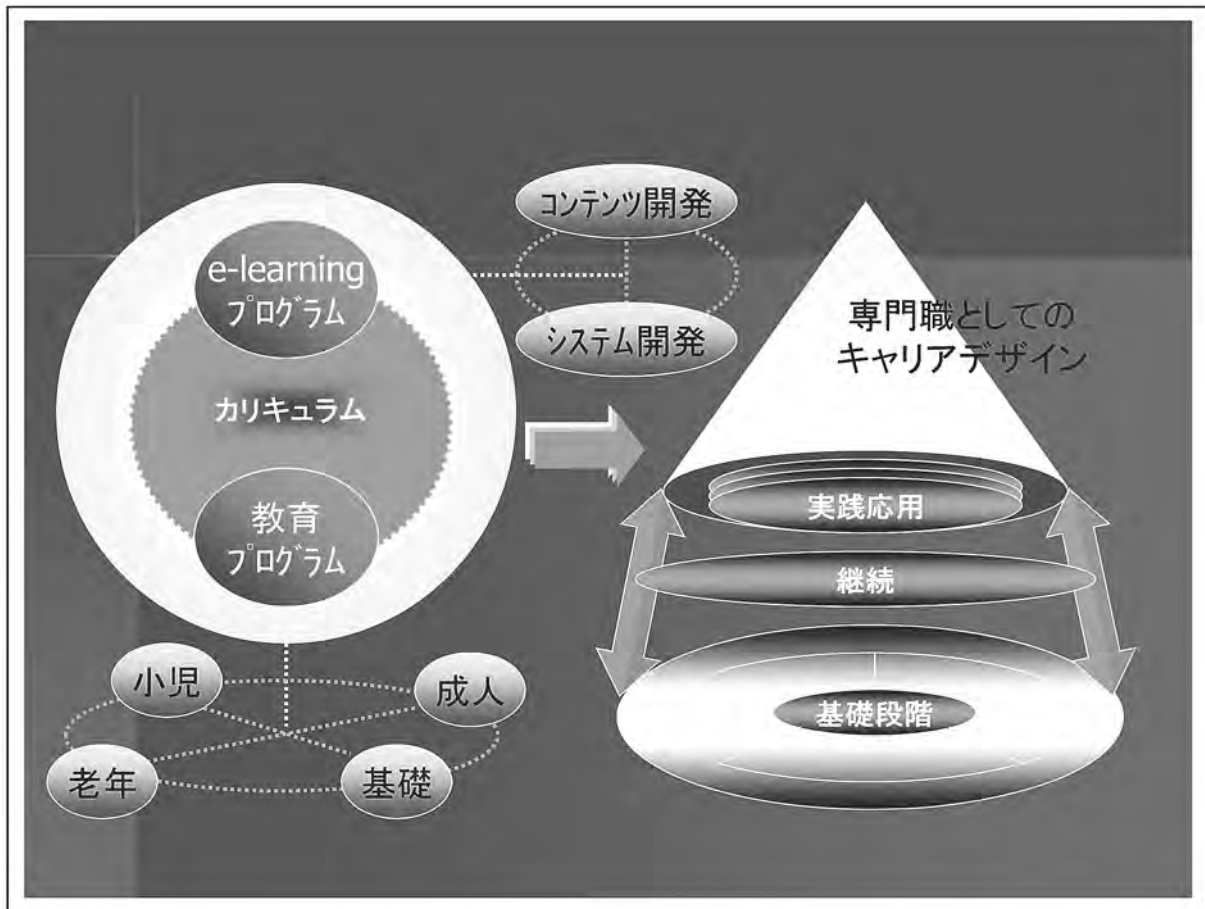 e-learning
プログラム
カリキュラム
教育
プログラム
コンテンツ開発
システム開発
小児
成人
老年
基礎
専門職としての
キャリアデザイン
実践応用
継続
基礎段階